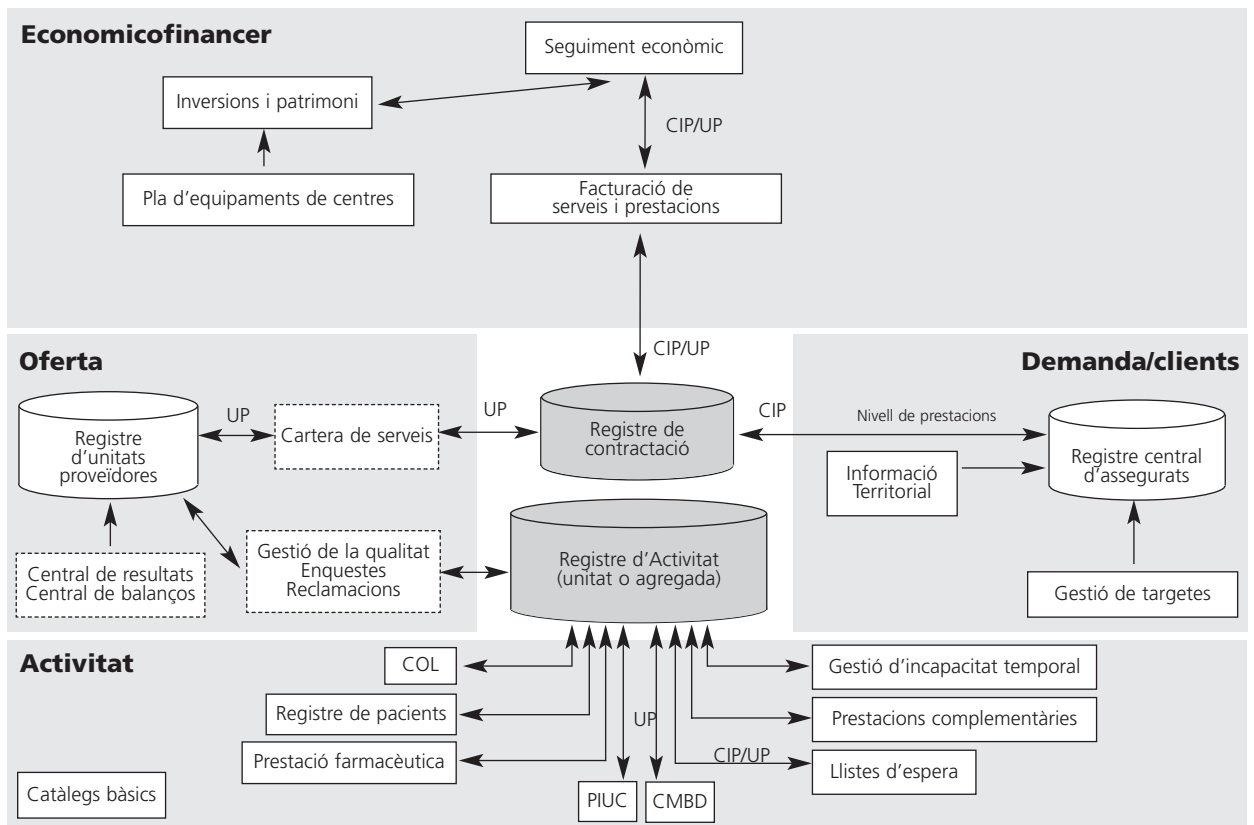 Economicofinancer
Seguiment econòmic
Inversions i patrimoni
CIP/UP
Pla d'equipaments de centres
Facturació de
serveis i prestacions
CIP/UP
Oferta
Demanda/clients
Registre
d'unitats
proveïdores
UP
Cartera de serveis
UP
Registre de
contractació
CIP
Nivell de prestacions
Registre central
d'assegurats
Informació
Territorial
Central de resultats
Central de balanços
Gestió de la qualitat
Enquestes
Reclamacions
Registre d'Activitat
(unitat o agregada)
Gestió de targetes
Activitat
COL
Registre de pacients
Prestació farmacèutica
Catàlegs bàsics
PIUC
UP
CMBD
CIP/UP
Gestió d'incapacitat temporal
Prestacions complementàries
Llistes d'espera